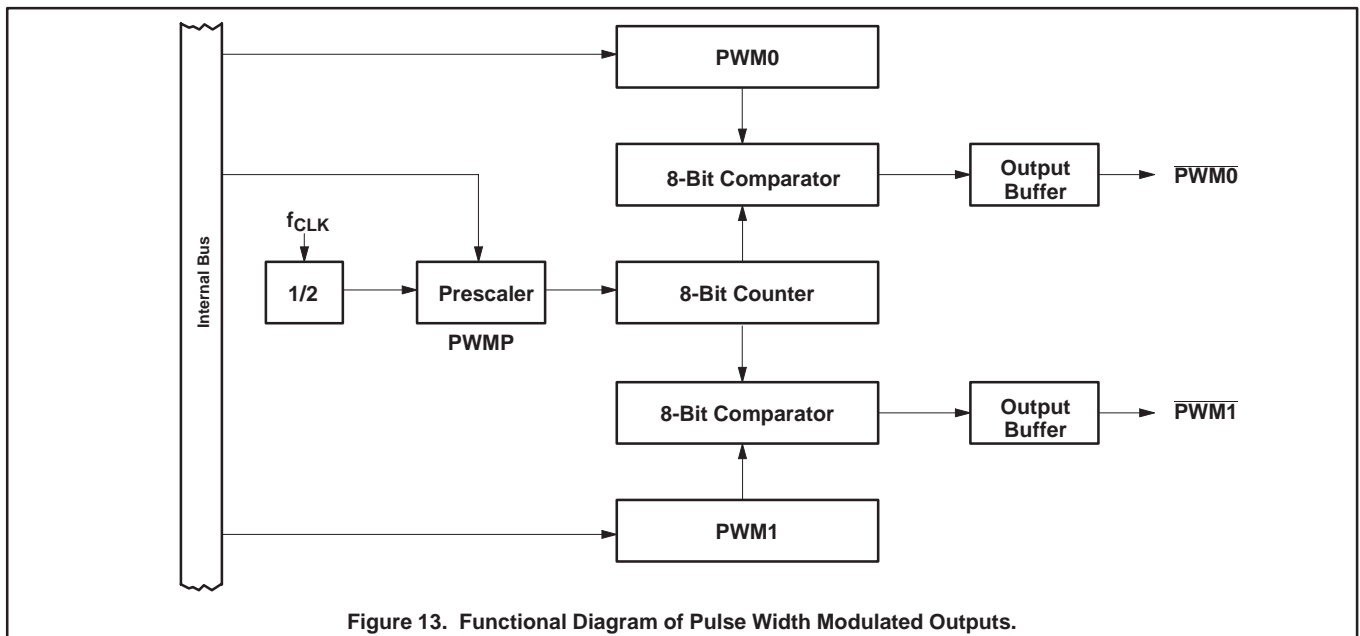 PWM0
8-Bit Comparator
Output
Buffer
PWM0
Internal Bus
fCLK
1/2
Prescaler
PWMP
8-Bit Counter
8-Bit Comparator
Output
Buffer
PWM1
PWM1
Figure 13. Functional Diagram of Pulse Width Modulated Outputs.